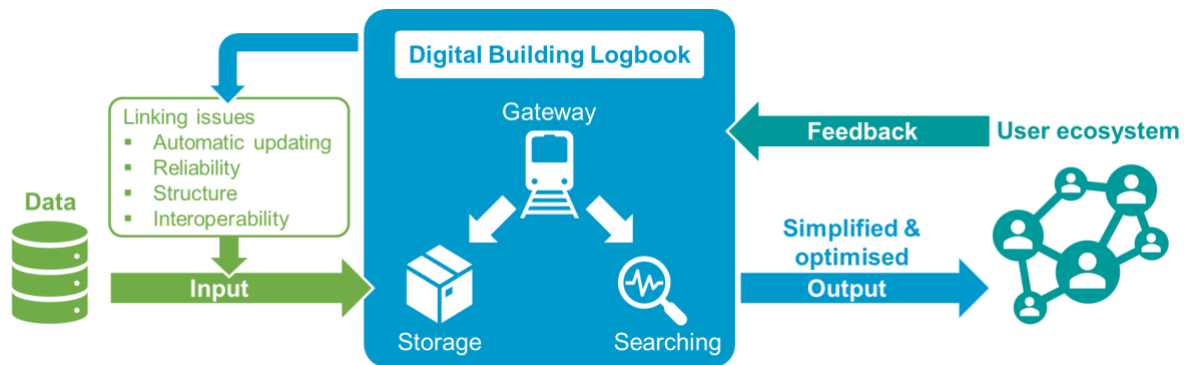 Digital Building Logbook
Linking issues
▪ Automatic updating
▪ Reliability
▪ Structure
▪ Interoperability
Data
Input
Gateway
Storage
Searching
Feedback
User ecosystem
Simplified &
optimised
Output